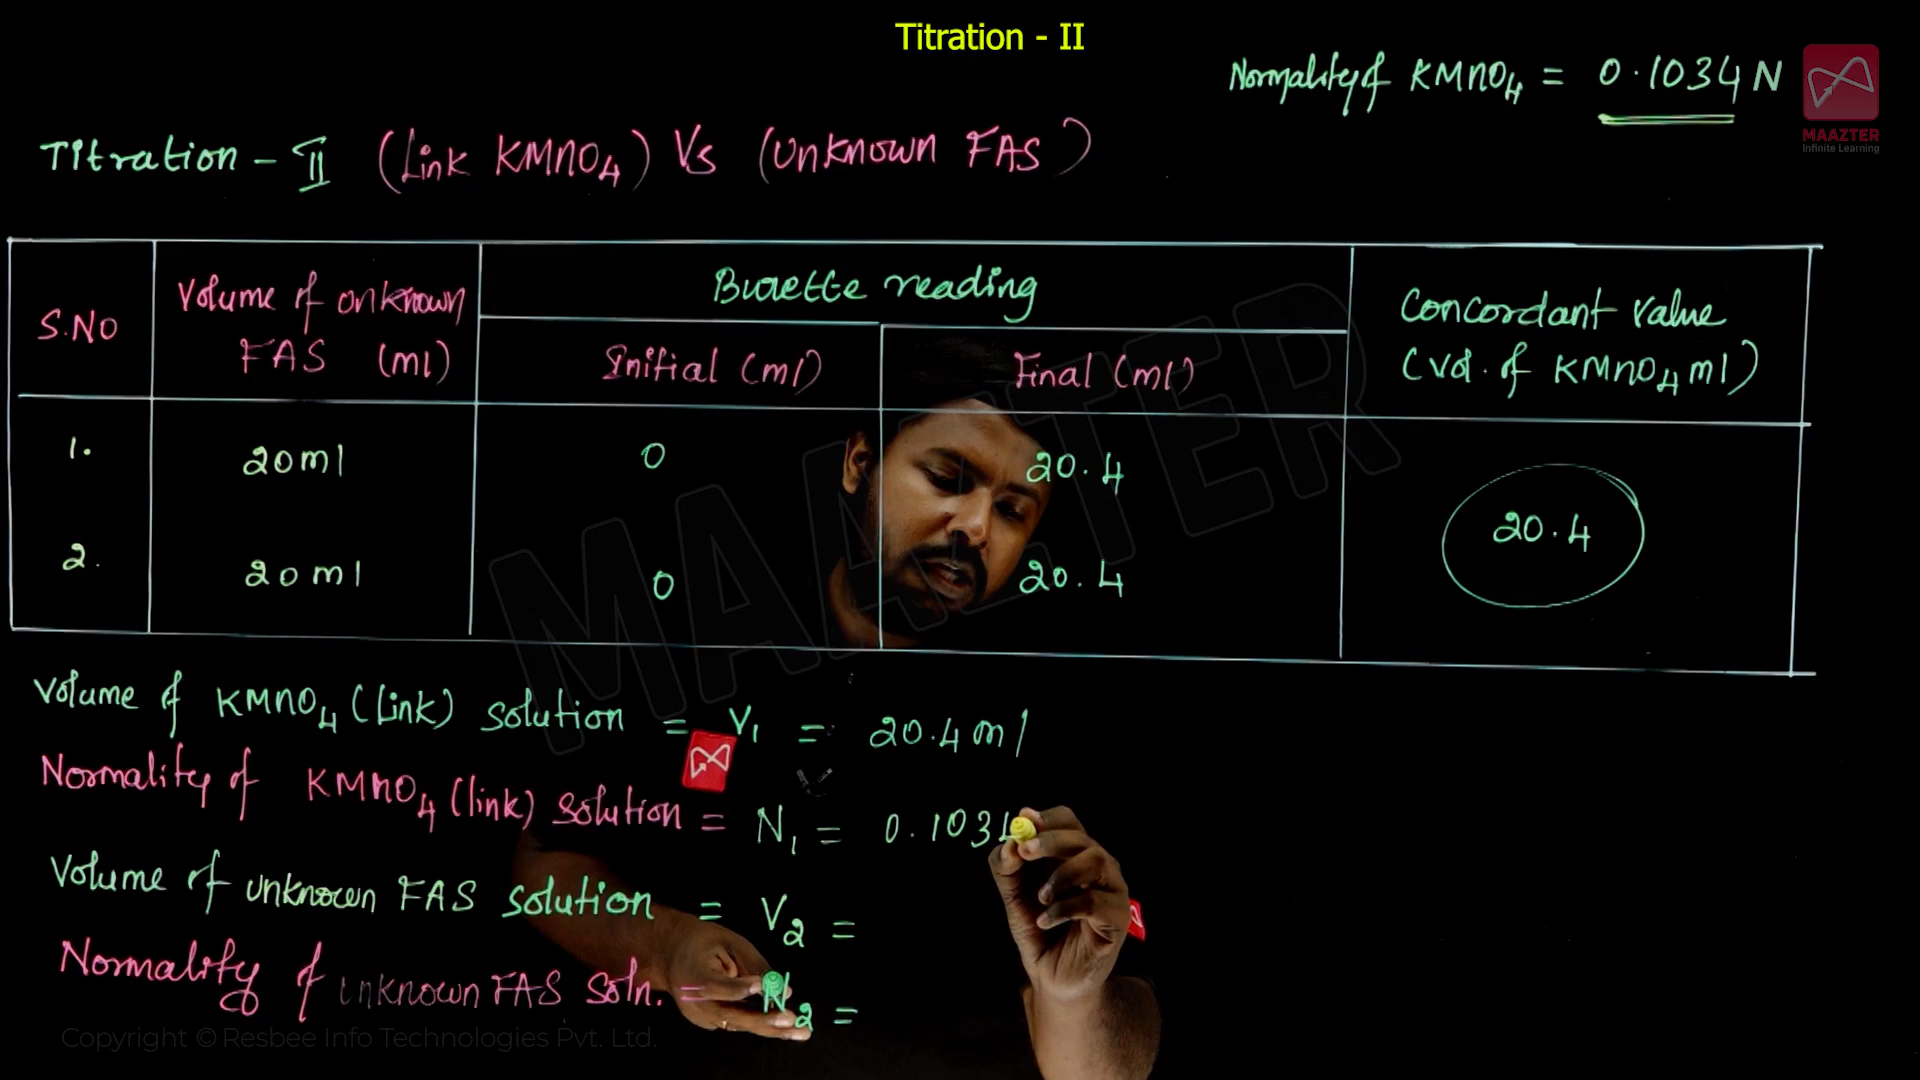 Titration - II
Normality of KMnO4 = 0.1034 N
MAAZTER
Infinite Learning
Titration - II (Link KMnO4) Vs (Unknown FAS)
S.NO
Volume of unknown FAS (ml)
Burette reading
Initial (ml)
Final (ml)
Concordant Value (Vol. of KMnO4 ml)
1. 20ml 0 20.4
20.4
2. 20ml 0 20.4
MAAZTER
Volume of KMnO4 (Link) solution = V1 = 20.4 ml
Normality of KMnO4 (link) solution = N1 = 0.1034
Volume of unknown FAS solution = V2 =
Normality of unknown FAS soln. = N2 =
Copyright © Resbee Info Technologies Pvt. Ltd.